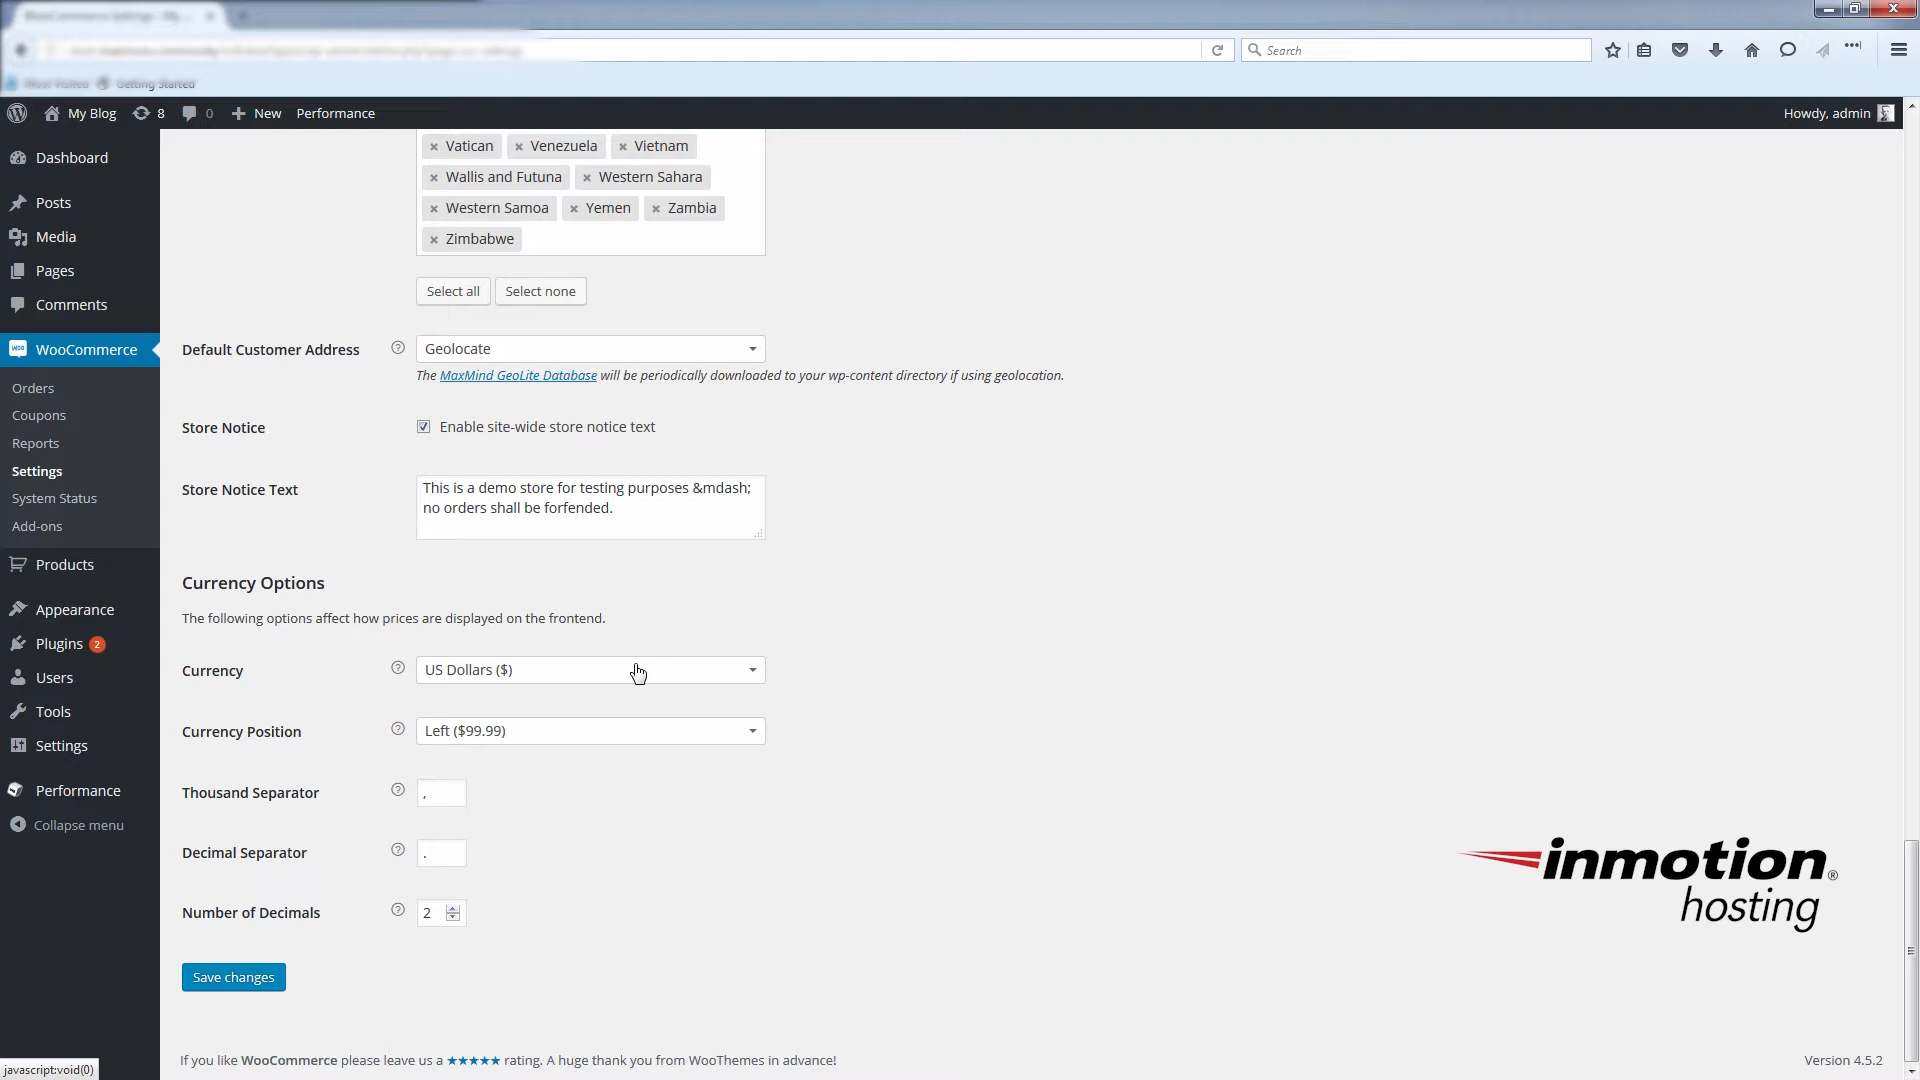 Search
My Blog 8 0 New Performance Howdy, admin
Dashboard
Posts
Media
Pages
Comments
WooCommerce
Orders
Coupons
Reports
Settings
System Status
Add-ons
Products
Appearance
Plugins 2
Users
Tools
Settings
Performance
Collapse menu
× Vatican × Venezuela × Vietnam
× Wallis and Futuna × Western Sahara
× Western Samoa × Yemen × Zambia
× Zimbabwe
Select all Select none
Default Customer Address Geolocate
The MaxMind GeoLite Database will be periodically downloaded to your wp-content directory if using geolocation.
Store Notice Enable site-wide store notice text
Store Notice Text This is a demo store for testing purposes &mdash;
no orders shall be forfended.
Currency Options
The following options affect how prices are displayed on the frontend.
Currency US Dollars ($)
Currency Position Left ($99.99)
Thousand Separator ,
Decimal Separator .
Number of Decimals 2
Save changes
inmotion®
hosting
If you like WooCommerce please leave us a ★★★★★ rating. A huge thank you from WooThemes in advance! Version 4.5.2
javascript:void(0)